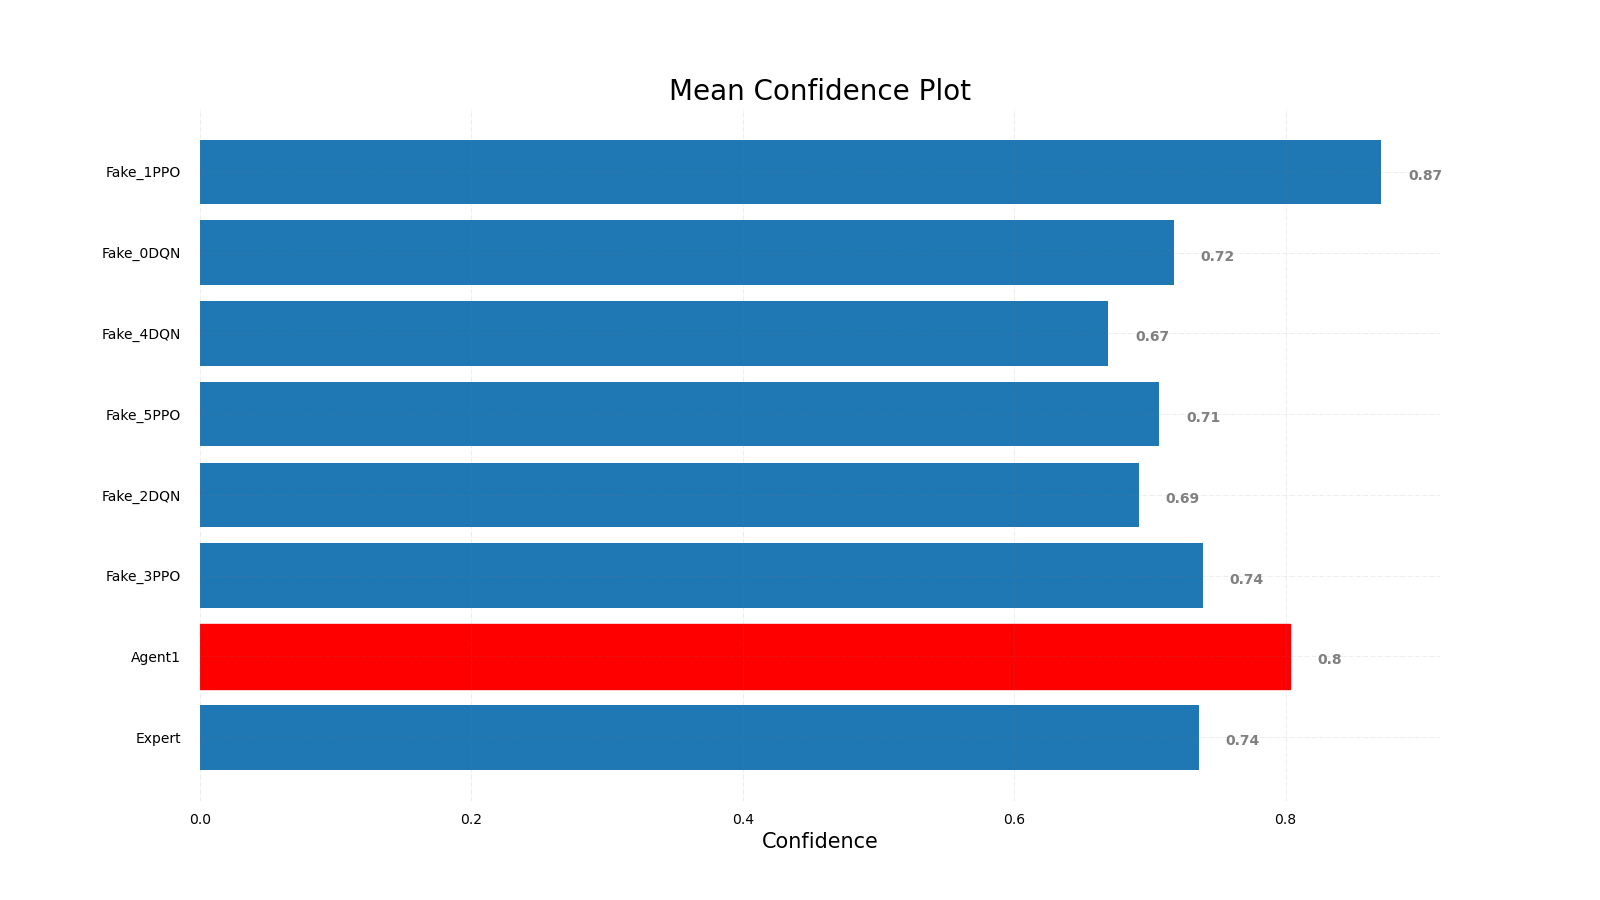 Mean Confidence Plot
Fake_1PPO 0.87
Fake_0DQN 0.72
Fake_4DQN 0.67
Fake_5PPO 0.71
Fake_2DQN 0.69
Fake_3PPO 0.74
Agent1 0.8
Expert 0.74
0.0 0.2 0.4 0.6 0.8
Confidence